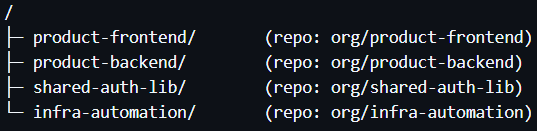 /
├─ product-frontend/ (repo: org/product-frontend)
├─ product-backend/ (repo: org/product-backend)
├─ shared-auth-lib/ (repo: org/shared-auth-lib)
└─ infra-automation/ (repo: org/infra-automation)